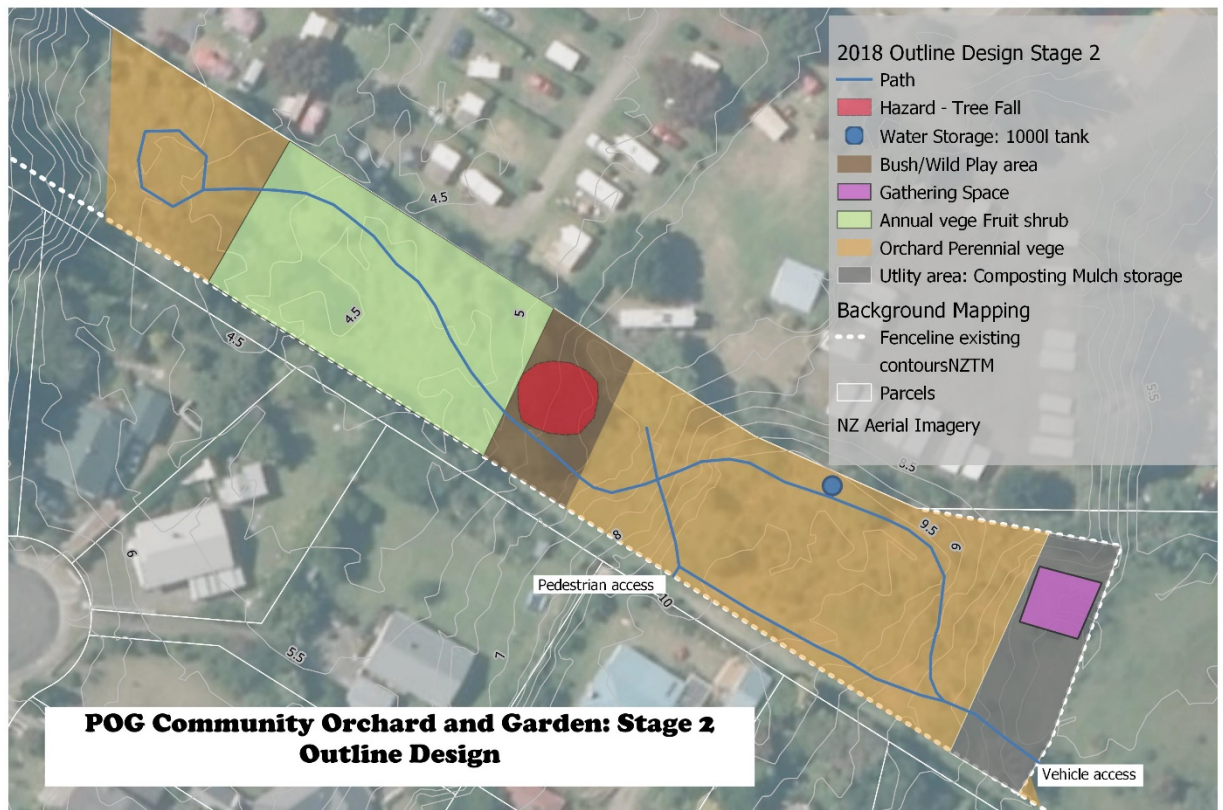 2018 Outline Design Stage 2
Path
Hazard - Tree Fall
Water Storage: 1000l tank
Bush/Wild Play area
Gathering Space
Annual vege Fruit shrub
Orchard Perennial vege
Utlity area: Composting Mulch storage
Background Mapping
Fenceline existing
contoursNZTM
Parcels
NZ Aerial Imagery
4.5
5.5
5
4.5
4.5
8.5
9.5
9
8
6
Pedestrian access
10
5.5
7
POG Community Orchard and Garden: Stage 2
Outline Design
Vehicle access